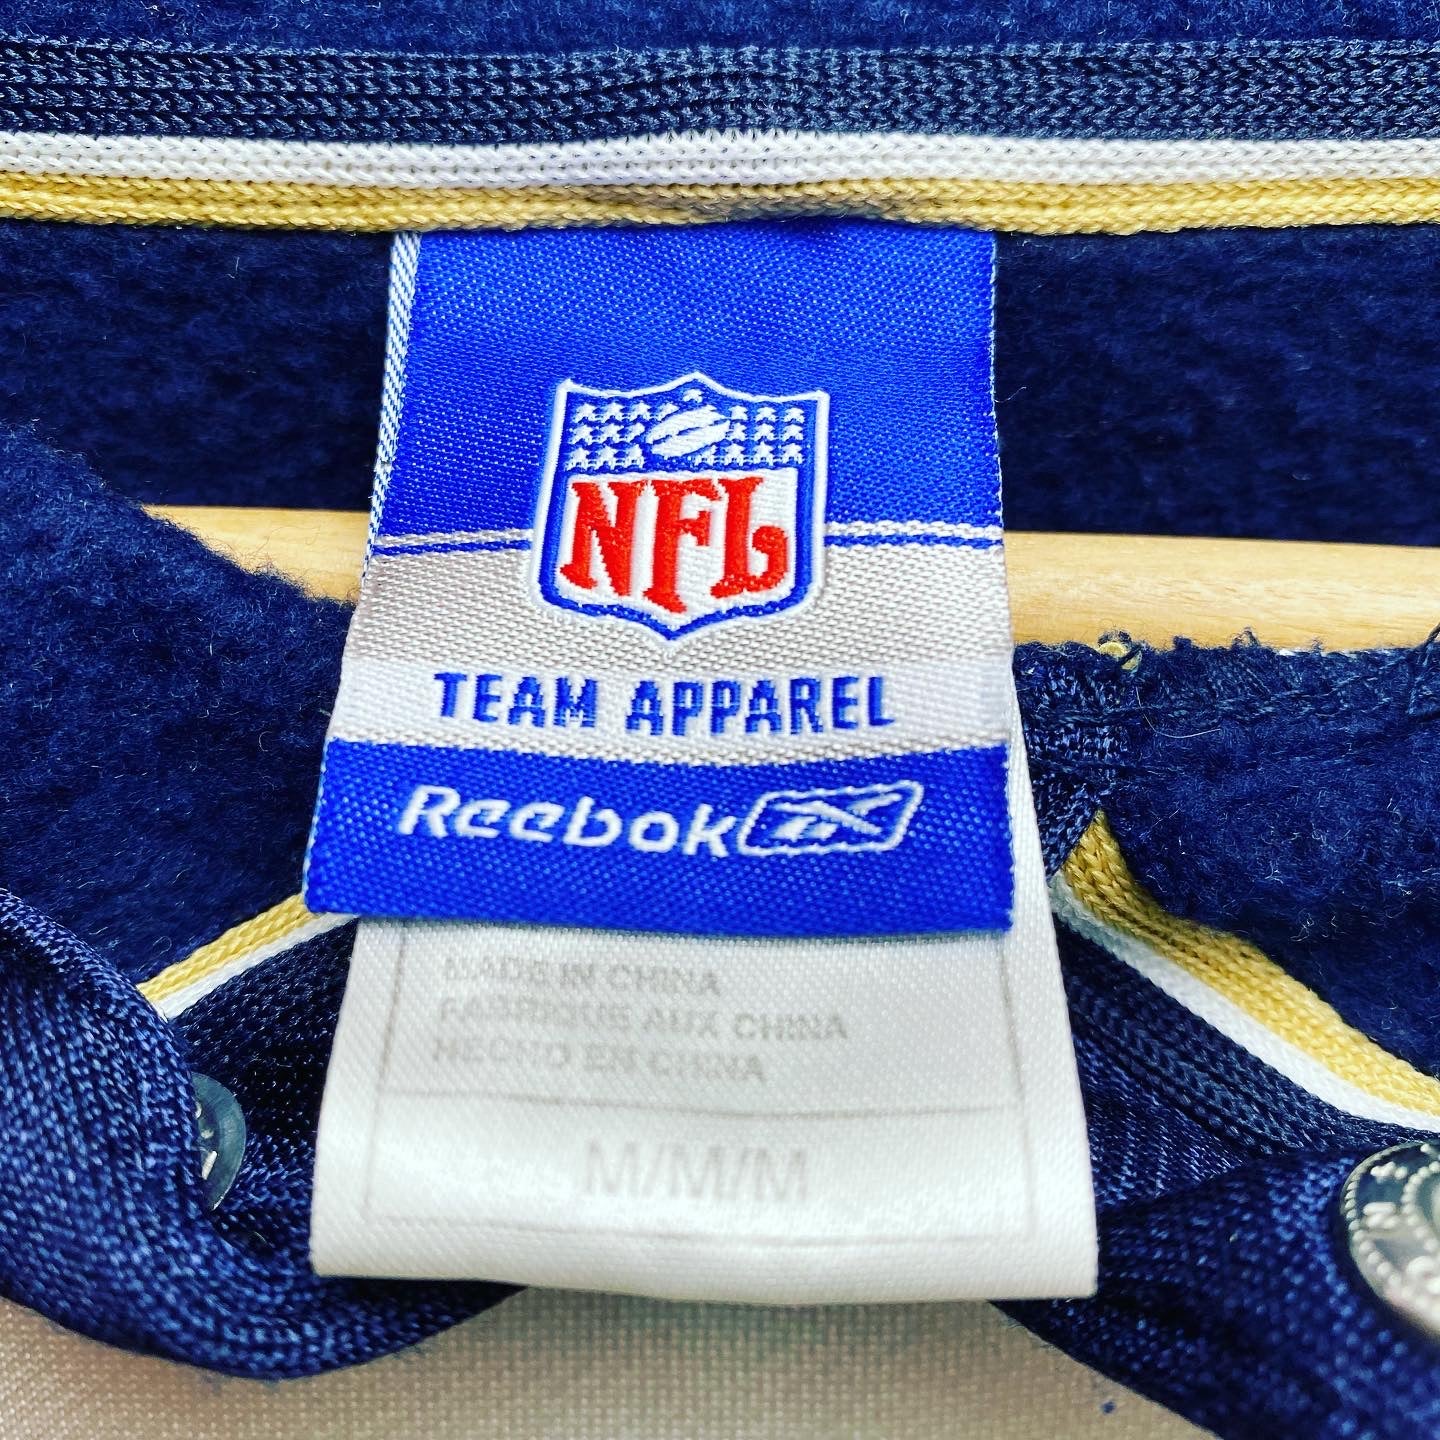 NFL
TEAM APPAREL
Reebok
MADE IN CHINA
FABRIQUE AUX CHINA
HECHO EN CHINA
M/M/M